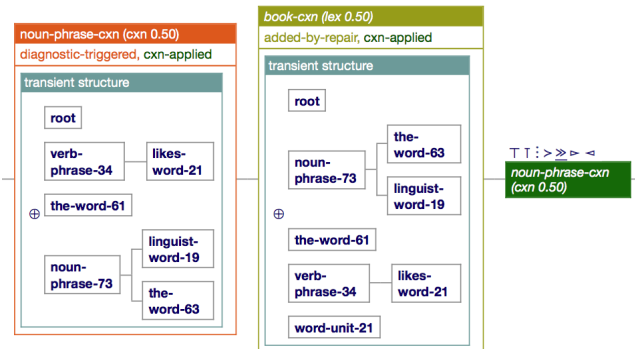 noun-phrase-cxn (cxn 0.50)
diagnostic-triggered, cxn-applied
transient structure
root
verb-
phrase-34
likes-
word-21
the-word-61
noun-
phrase-73
linguist-
word-19
the-
word-63
book-cxn (lex 0.50)
added-by-repair, cxn-applied
transient structure
root
noun-
phrase-73
the-
word-63
linguist-
word-19
the-word-61
verb-
phrase-34
likes-
word-21
word-unit-21
noun-phrase-cxn
(cxn 0.50)